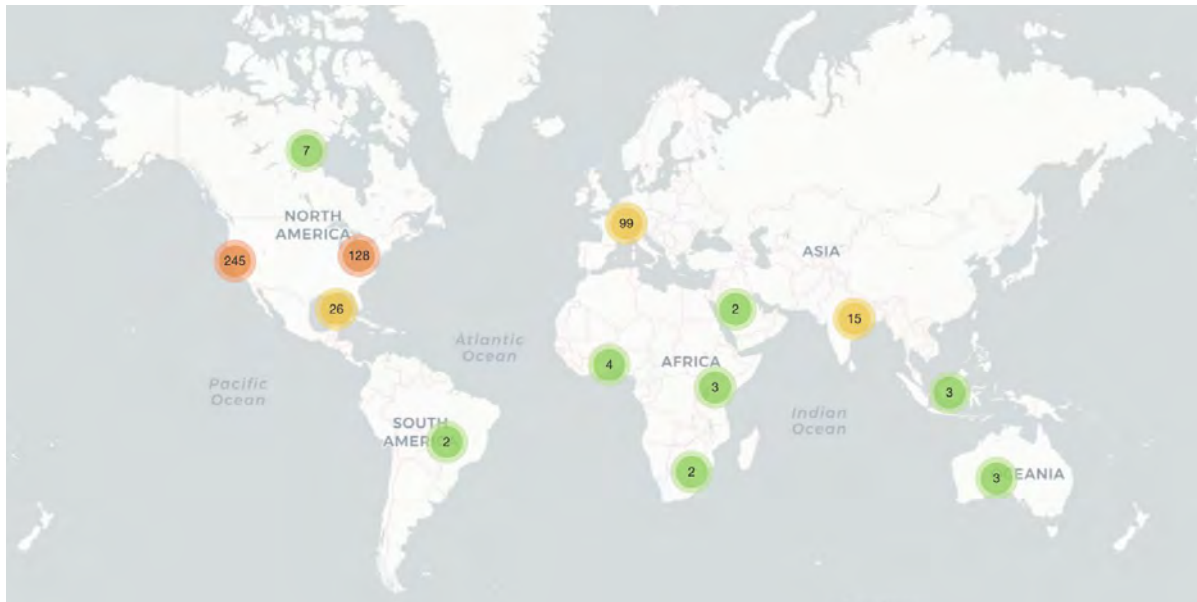 7
NORTH
AMERICA
99
245
128
ASIA
26
2
15
Atlantic
Ocean
4
AFRICA
3
Pacific
Ocean
3
Indian
Ocean
SOUTH
2
2
3
EANIA